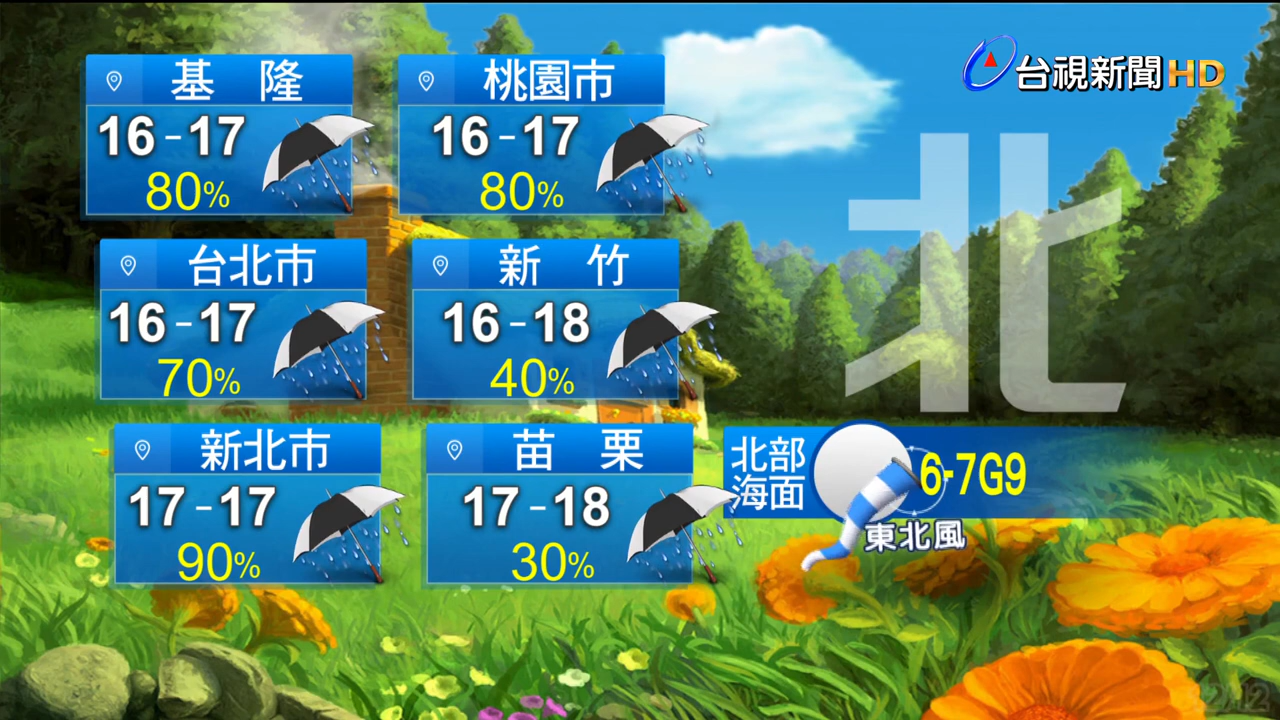 台視新聞HD
基隆
16-17
80%
桃園市
16-17
80%
台北市
16-17
70%
新竹
16-18
40%
新北市
17-17
90%
苗栗
17-18
30%
北
北部
海面
6-7G9
東北風